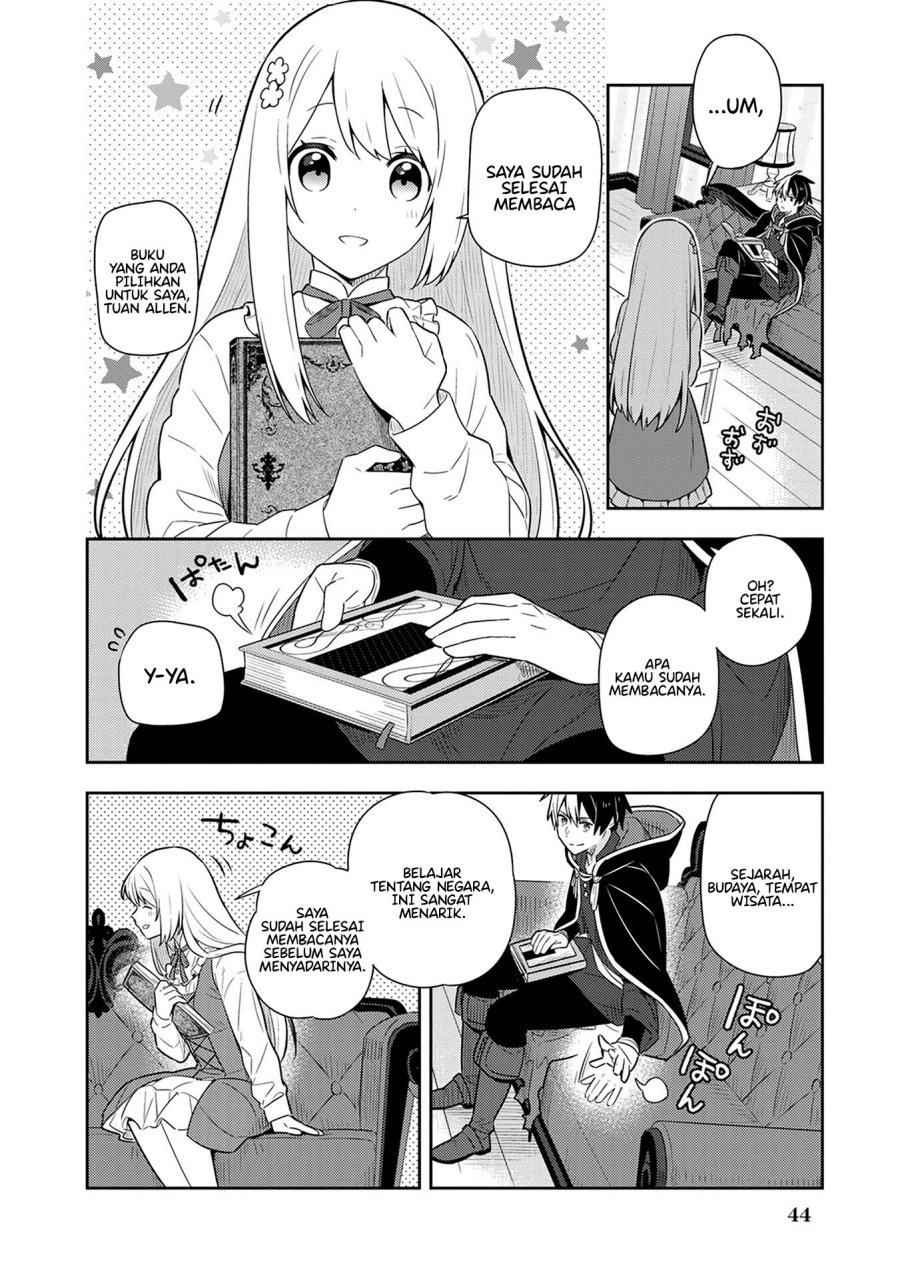 ...UM,
おず
おず
SAYA SUDAH
SELESAI
MEMBACA
BUKU
YANG ANDA
PILIHKAN
UNTUK SAYA,
TUAN ALLEN.
OH?
CEPAT
SEKALI.
APA
KAMU SUDAH
MEMBACANYA.
ぱたん
Y-YA.
SEJARAH,
BUDAYA, TEMPAT
WISATA...
ぽん
ぽん
BELAJAR
TENTANG NEGARA,
INI SANGAT
MENARIK.
SAYA
SUDAH SELESAI
MEMBACANYA
SEBELUM SAYA
MENYADARINYA.
ちょこん
44